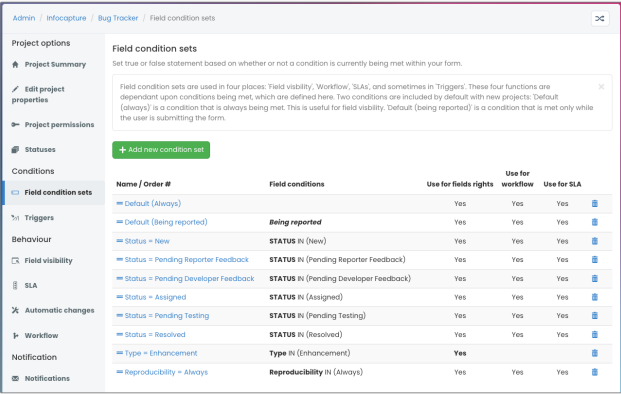 Admin / Infocapture / Bug Tracker / Field condition sets
Project options
Project Summary
Edit project
properties
Project permissions
Statuses
Conditions
Field condition sets
Triggers
Behaviour
Field visibility
SLA
Automatic changes
Workflow
Notification
Notifications
Field condition sets
Set true or false statement based on whether or not a condition is currently being met within your form.
Field condition sets are used in four places: 'Field visbility', 'Workflow', 'SLAs', and sometimes in 'Triggers'. These four functions are
dependant upon conditions being met, which are defined here. Two conditions are included by default with new projects: 'Default
(always)' is a condition that is always being met. This is useful for field visbility. 'Default (being reported)' is a condition that is met only while
the user is submitting the form.
+ Add new condition set
Name / Order # Field conditions Use for fields rights Use for workflow Use for SLA
Default (Always) Yes Yes Yes
Default (Being reported) Being reported Yes Yes Yes
Status = New STATUS IN (New) Yes Yes Yes
Status = Pending Reporter Feedback STATUS IN (Pending Reporter Feedback) Yes Yes Yes
Status = Pending Developer Feedback STATUS IN (Pending Developer Feedback) Yes Yes Yes
Status = Assigned STATUS IN (Assigned) Yes Yes Yes
Status = Pending Testing STATUS IN (Pending Testing) Yes Yes Yes
Status = Resolved STATUS IN (Resolved) Yes Yes Yes
Type = Enhancement Type IN (Enhancement) Yes
Reproducibility = Always Reproducibility IN (Always) Yes Yes Yes